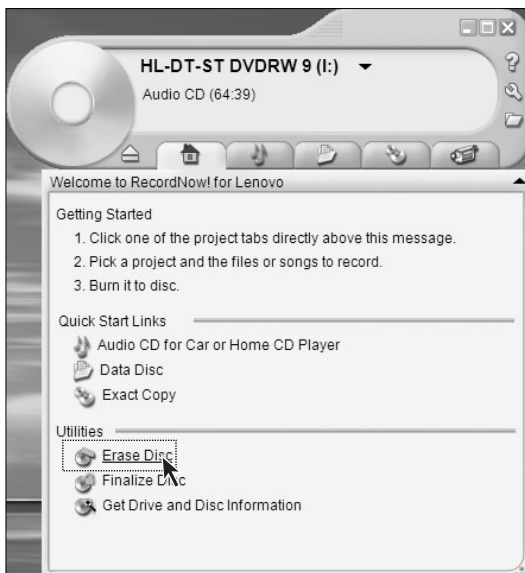 HL-DT-ST DVDRW 9 (I:)
Audio CD (64:39)
Welcome to RecordNow! for Lenovo
Getting Started
1. Click one of the project tabs directly above this message.
2. Pick a project and the files or songs to record.
3. Burn it to disc.
Quick Start Links
Audio CD for Car or Home CD Player
Data Disc
Exact Copy
Utilities
Erase Disc
Finalize Disc
Get Drive and Disc Information